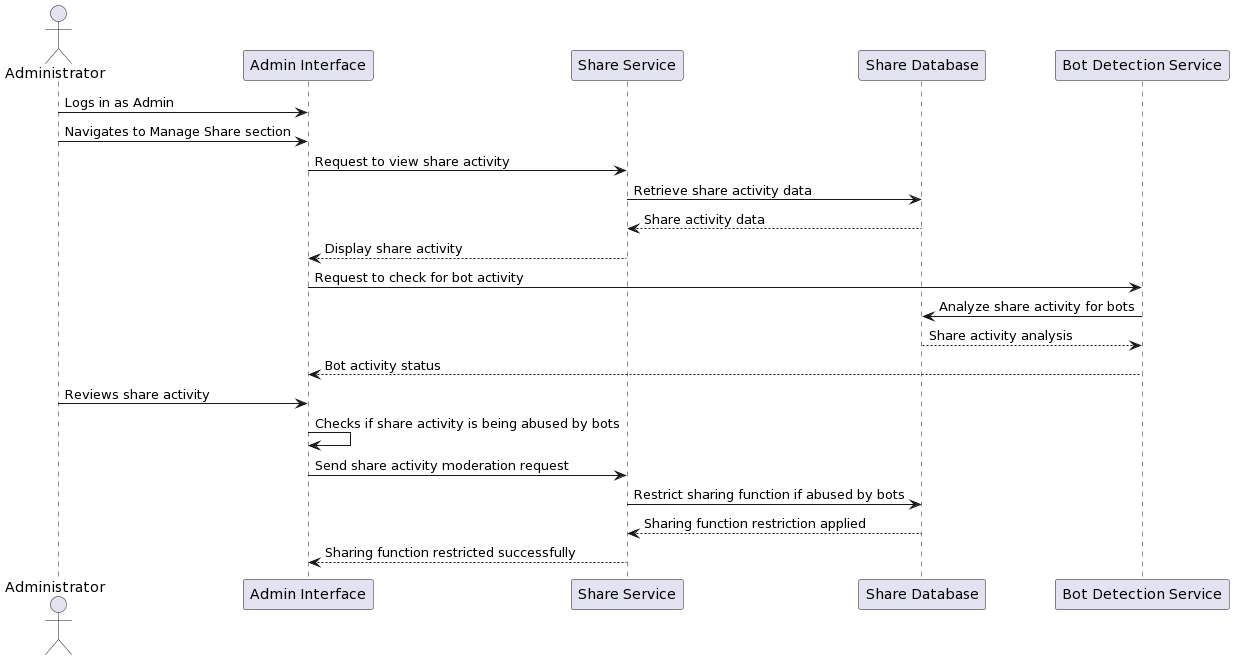 Administrator
Admin Interface
Share Service
Share Database
Bot Detection Service
Logs in as Admin
Navigates to Manage Share section
Request to view share activity
Retrieve share activity data
Share activity data
Display share activity
Request to check for bot activity
Analyze share activity for bots
Share activity analysis
Bot activity status
Reviews share activity
Checks if share activity is being abused by bots
Send share activity moderation request
Restrict sharing function if abused by bots
Sharing function restriction applied
Sharing function restricted successfully
Administrator
Admin Interface
Share Service
Share Database
Bot Detection Service